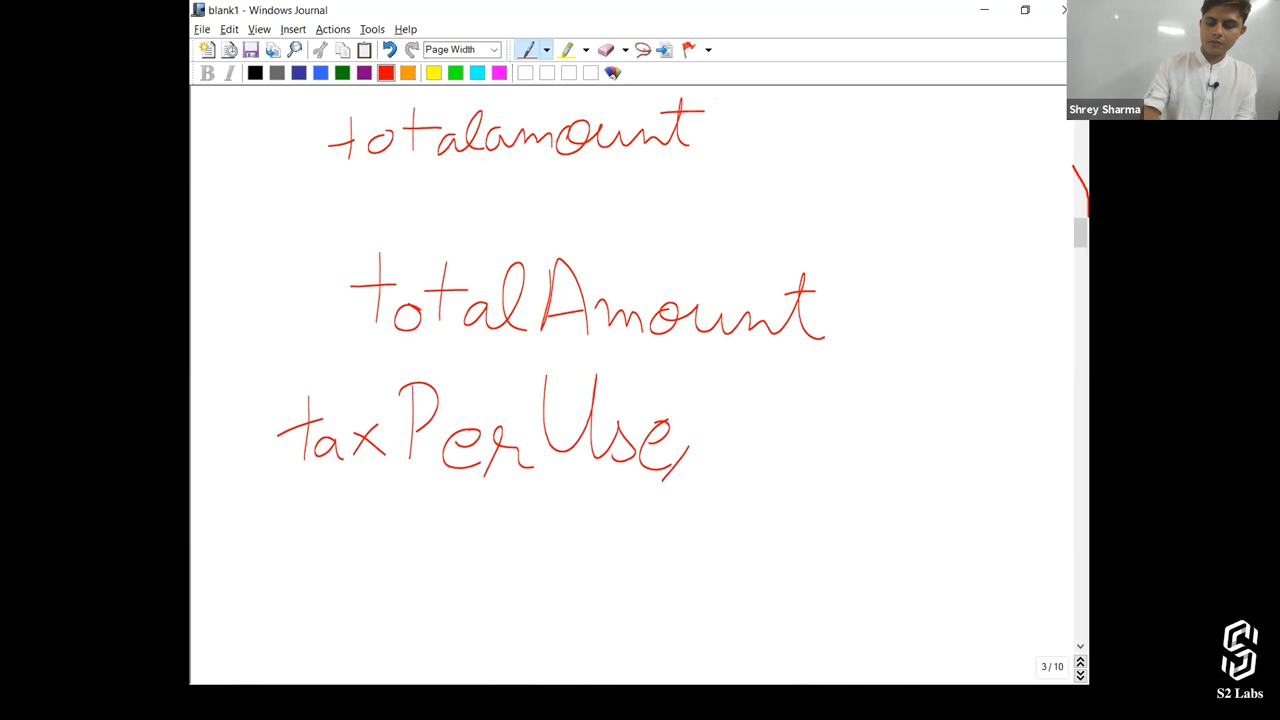 blank1 - Windows Journal
File Edit View Insert Actions Tools Help
Page Width
B I
Shrey Sharma
totalamount
totalAmount
taxPerUse
3 / 10
S2 Labs